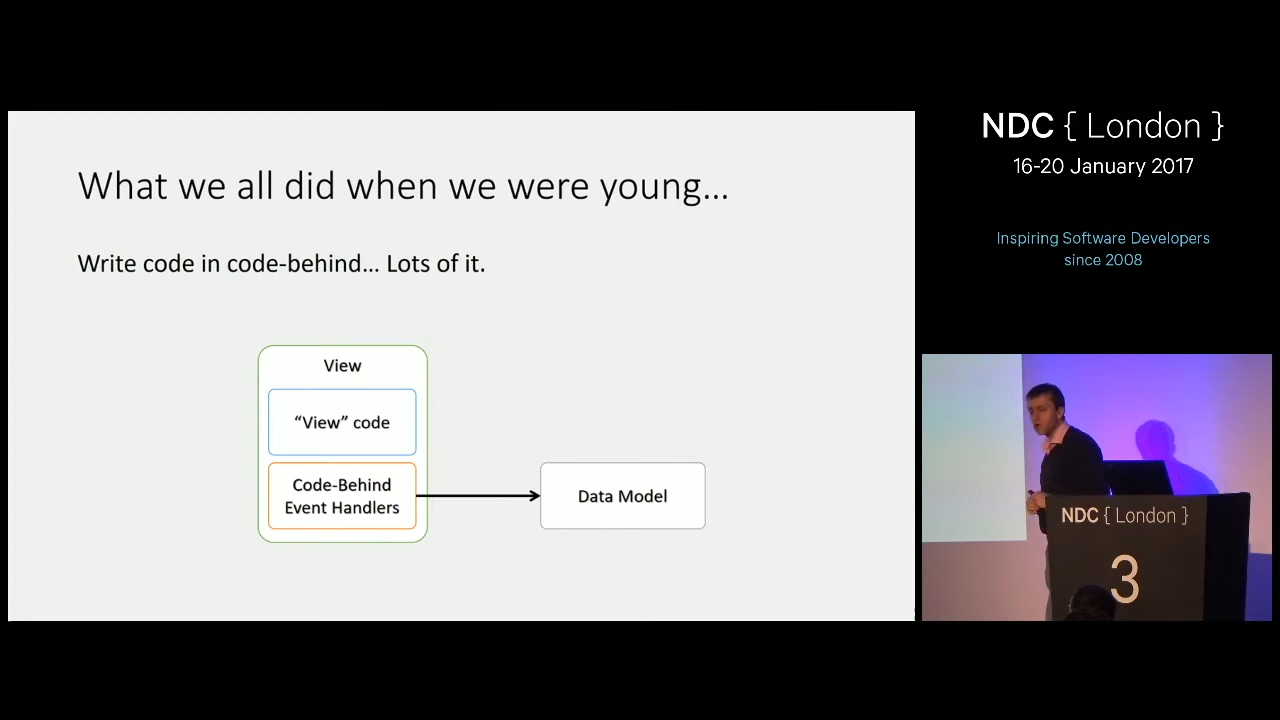 What we all did when we were young...
Write code in code-behind... Lots of it.
View
“View” code
Code-Behind
Event Handlers
Data Model
NDC { London }
16-20 January 2017
Inspiring Software Developers
since 2008
NDC { London }
3